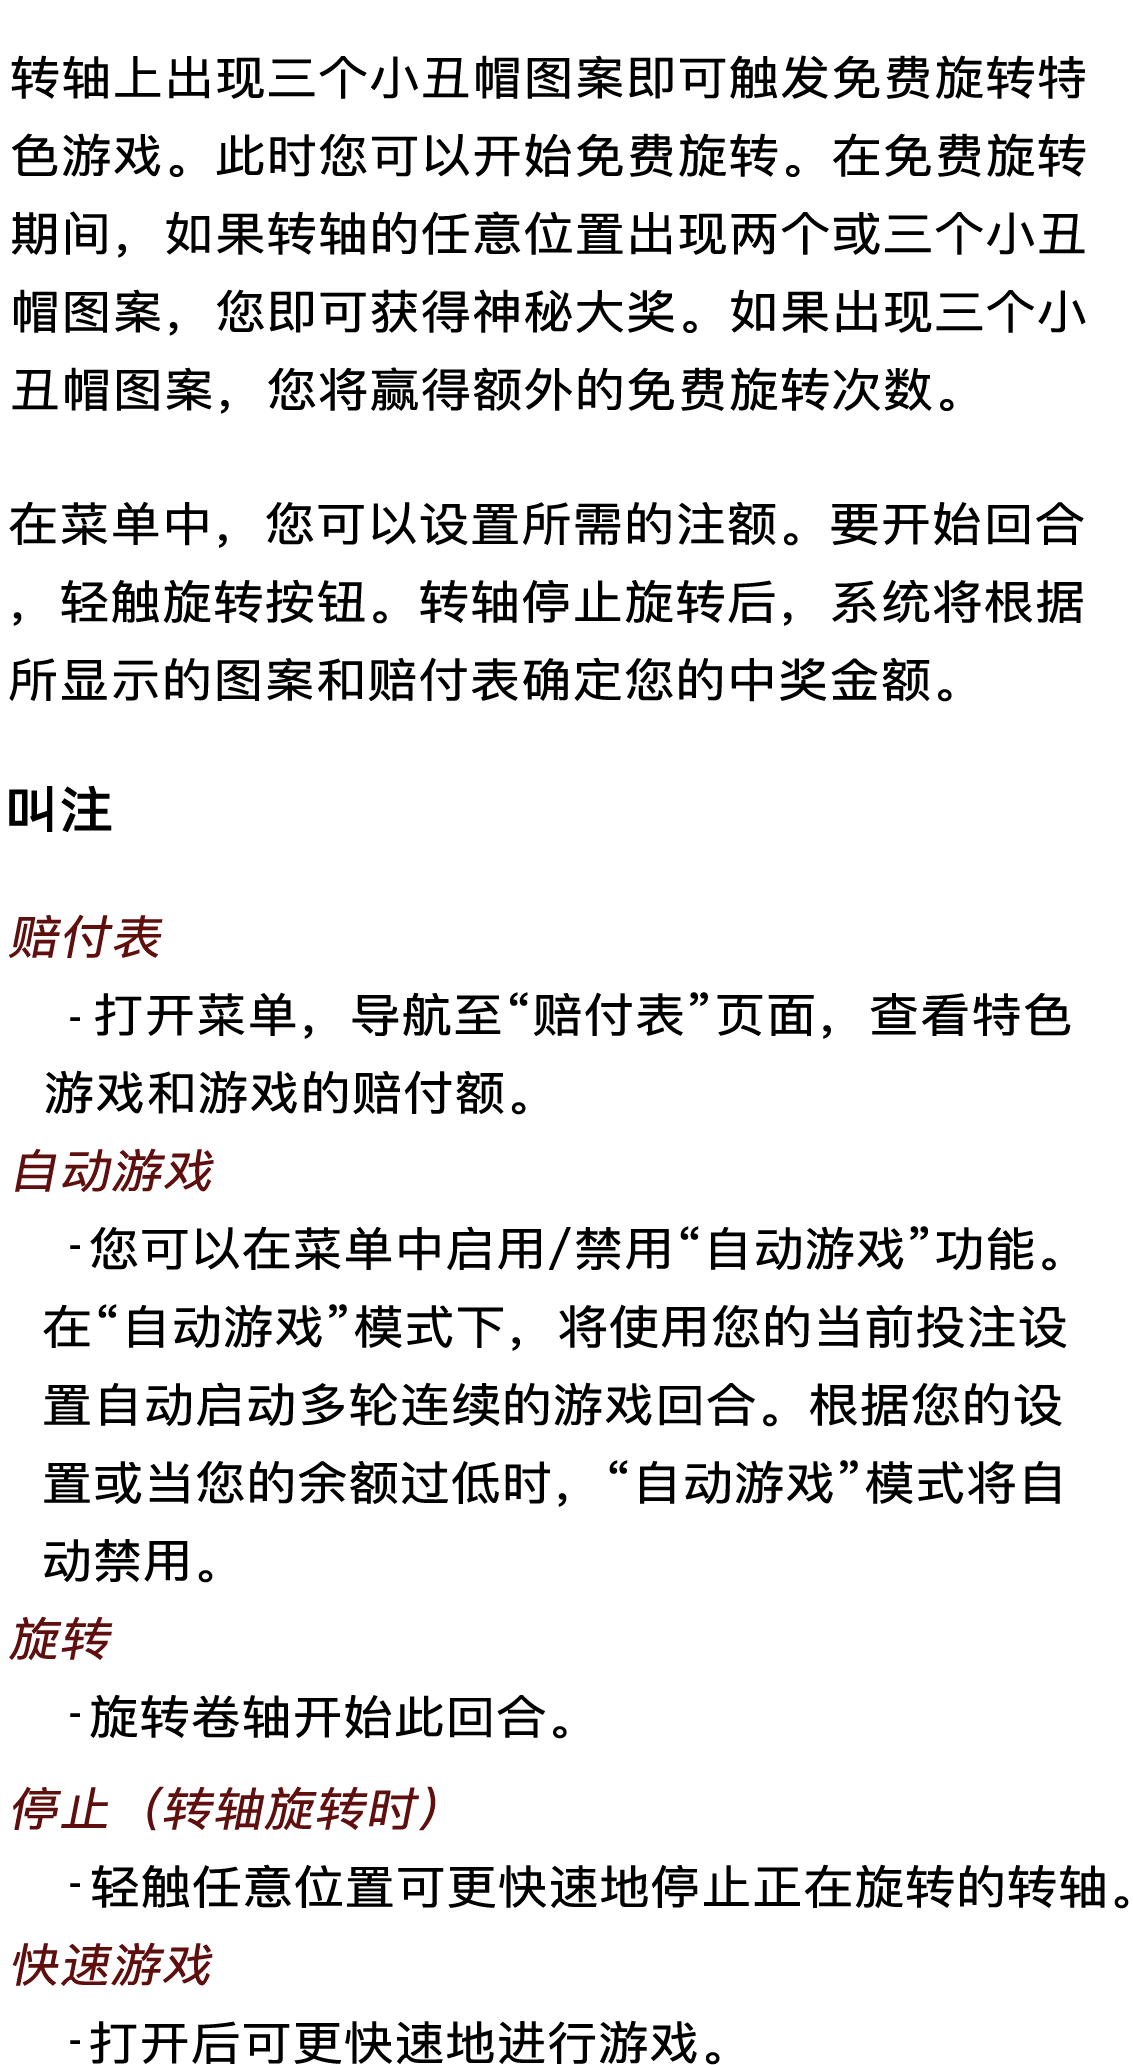 转轴上出现三个小丑帽图案即可触发免费旋转特
色游戏。此时您可以开始免费旋转。在免费旋转
期间，如果转轴的任意位置出现两个或三个小丑
帽图案，您即可获得神秘大奖。如果出现三个小
丑帽图案，您将赢得额外的免费旋转次数。
在菜单中，您可以设置所需的注额。要开始回合
，轻触旋转按钮。转轴停止旋转后，系统将根据
所显示的图案和赔付表确定您的中奖金额。
叫注
赔付表
- 打开菜单，导航至“赔付表”页面，查看特色
游戏和游戏的赔付额。
自动游戏
- 您可以在菜单中启用/禁用“自动游戏”功能。
在“自动游戏”模式下，将使用您的当前投注设
置自动启动多轮连续的游戏回合。根据您的设
置或当您的余额过低时，“自动游戏”模式将自
动禁用。
旋转
- 旋转卷轴开始此回合。
停止（转轴旋转时）
- 轻触任意位置可更快速地停止正在旋转的转轴。
快速游戏
- 打开后可更快速地进行游戏。